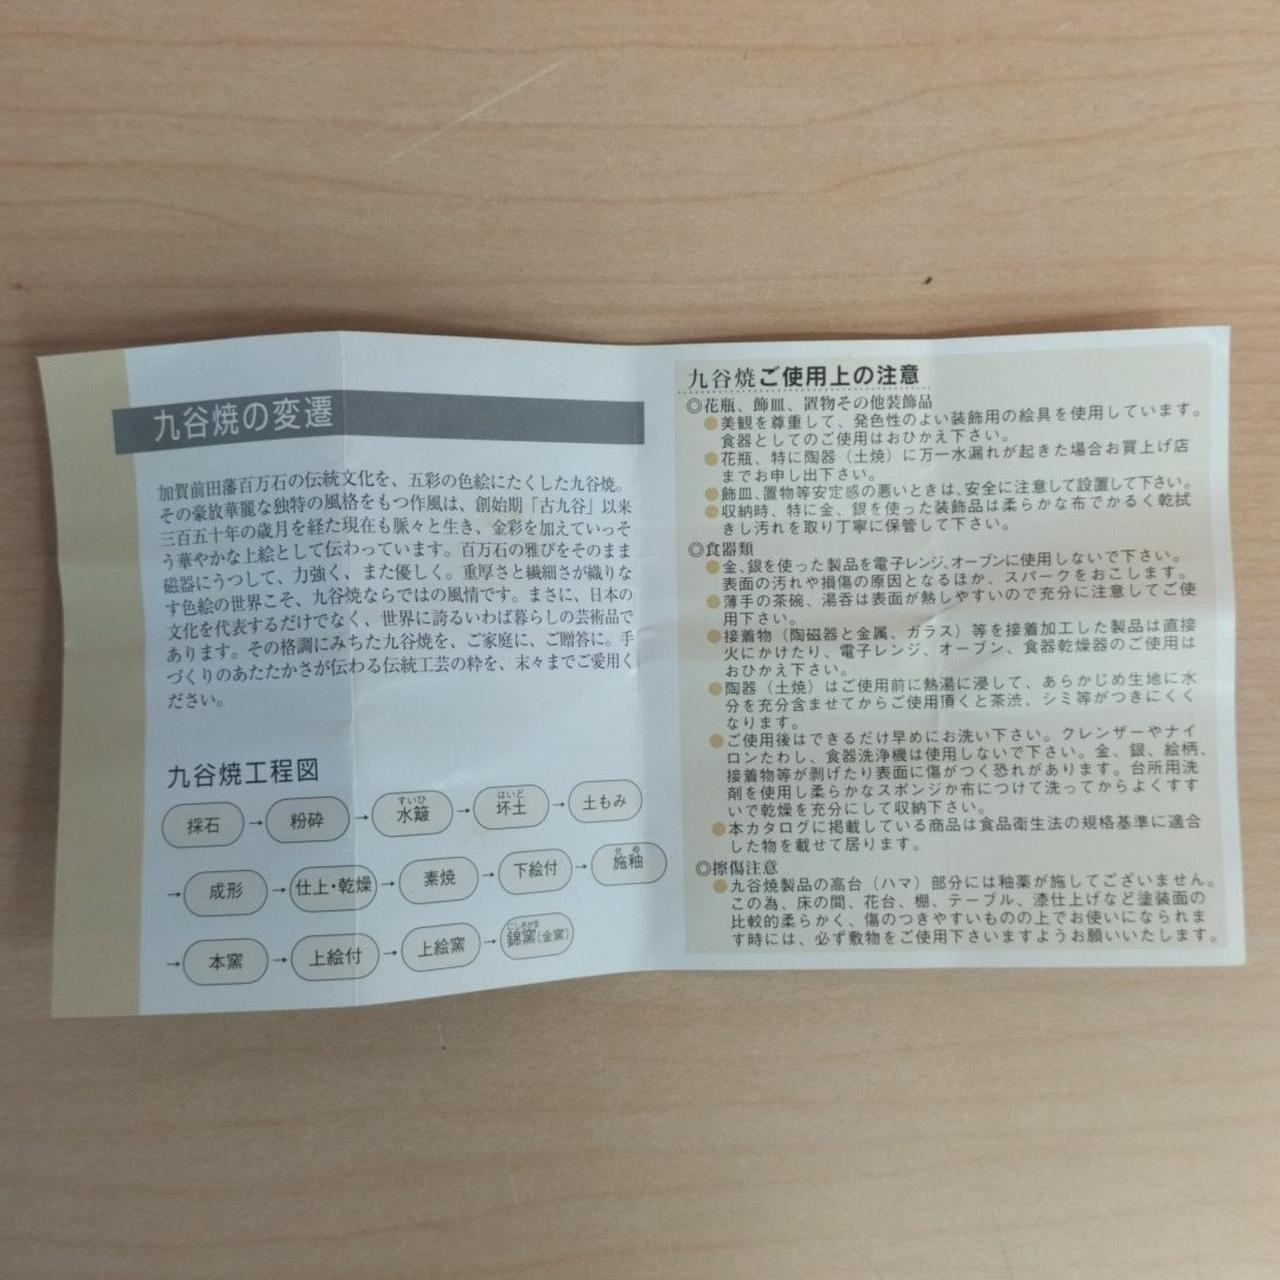 九谷焼の変遷
加賀前田藩百万石の伝統文化を、五彩の色絵にたくした九谷焼。
その豪放華麗な独特の風格をもつ作風は、創始期「古九谷」以来
三百五十年の歳月を経た現在も脈々と生き、金彩を加えていっそ
う華やかな上絵として伝わっています。百万石の雅びをそのまま
磁器にうつして、力強く、また優しく。重厚さと繊細さが織りな
す色絵の世界こそ、九谷焼ならではの風情です。まさに、日本の
文化を代表するだけでなく、世界に誇るいわば暮らしの芸術品で
あります。その格調にみちた九谷焼を、ご家庭に、ご贈答に。手
づくりのあたたかさが伝わる伝統工芸の粋を、末々までご愛用く
ださい。
九谷焼工程図
採石→粉砕→水簸(すいひ)→坏土(はいど)→土もみ
→成形→仕上・乾燥→素焼→下絵付→施釉(せゆ)
→本窯→上絵付→上絵窯→錦窯(にしきがま)(金窯)
九谷焼ご使用上の注意
◎花瓶、飾皿、置物その他装飾品
●美観を尊重して、発色性のよい装飾用の絵具を使用しています。
食器としてのご使用はおひかえ下さい。
●花瓶、特に陶器（土焼）に万一水漏れが起きた場合お買上げ店
までお申し出下さい。
●飾皿、置物等安定感の悪いときは、安全に注意して設置して下さい。
●収納時、特に金、銀を使った装飾品は柔らかな布でかるく乾拭
きし汚れを取り丁寧に保管して下さい。
◎食器類
●金、銀を使った製品を電子レンジ、オーブンに使用しないで下さい。
表面の汚れや損傷の原因となるほか、スパークをおこします。
●薄手の茶碗、湯呑は表面が熱しやすいので充分に注意してご使
用下さい。
●接着物（陶磁器と金属、ガラス）等を接着加工した製品は直接
火にかけたり、電子レンジ、オーブン、食器乾燥器のご使用は
おひかえ下さい。
●陶器（土焼）はご使用前に熱湯に浸して、あらかじめ生地に水
分を充分含ませてからご使用頂くと茶渋、シミ等がつきにくく
なります。
●ご使用後はできるだけ早めにお洗い下さい。クレンザーやナイ
ロンたわし、食器洗浄機は使用しないで下さい。金、銀、絵柄、
接着物等が剥げたり表面に傷がつく恐れがあります。台所用洗
剤を使用し柔らかなスポンジか布につけて洗ってからよくすす
いで乾燥を充分にして収納下さい。
●本カタログに掲載している商品は食品衛生法の規格基準に適合
した物を載せて居ります。
◎擦傷注意
●九谷焼製品の高台（ハマ）部分には釉薬が施してございません。
この為、床の間、花台、棚、テーブル、漆仕上げなど塗装面の
比較的柔らかく、傷のつきやすいものの上でお使いになられま
す時には、必ず敷物をご使用下さいますようお願いいたします。